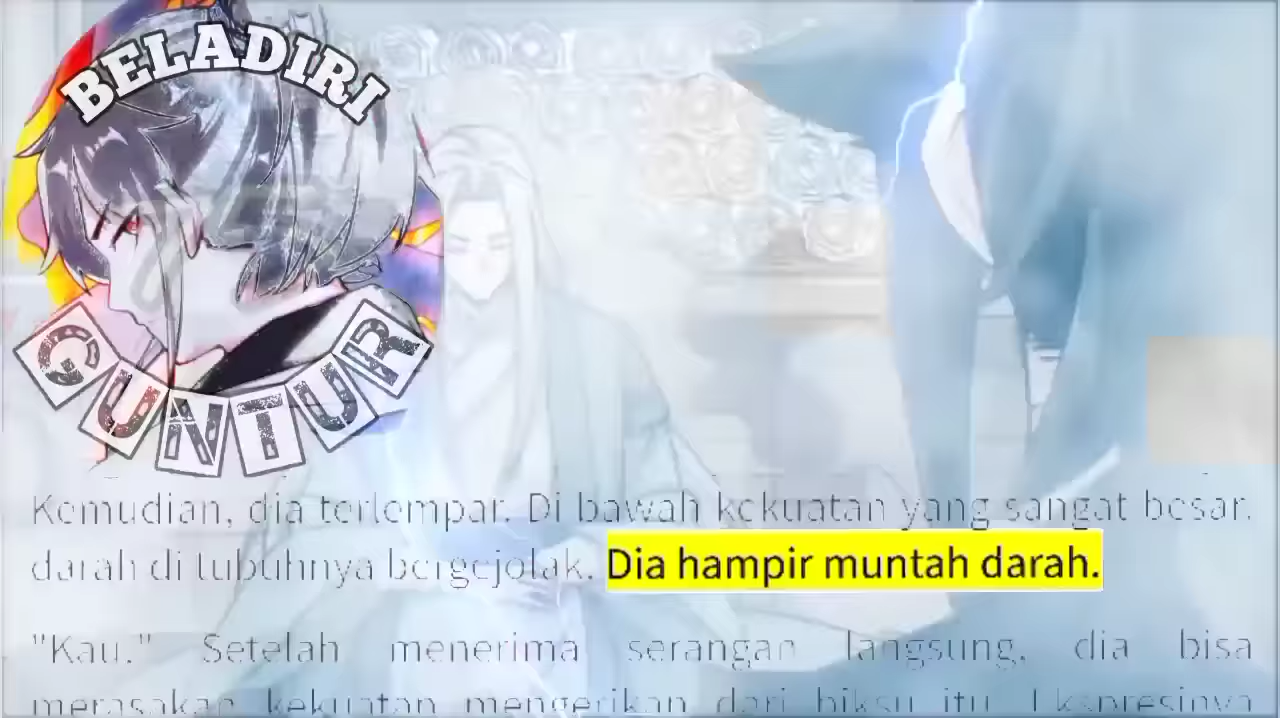 BELADIRI
GUNTUR
Kemudian, dia terlempar. Di bawah kekuatan yang sangat besar,
darah di tubuhnya bergejolak. Dia hampir muntah darah.
"Kau." Setelah menerima serangan langsung, dia bisa
merasakan kekuatan mengerikan dari biksu itu. Ekspresinya